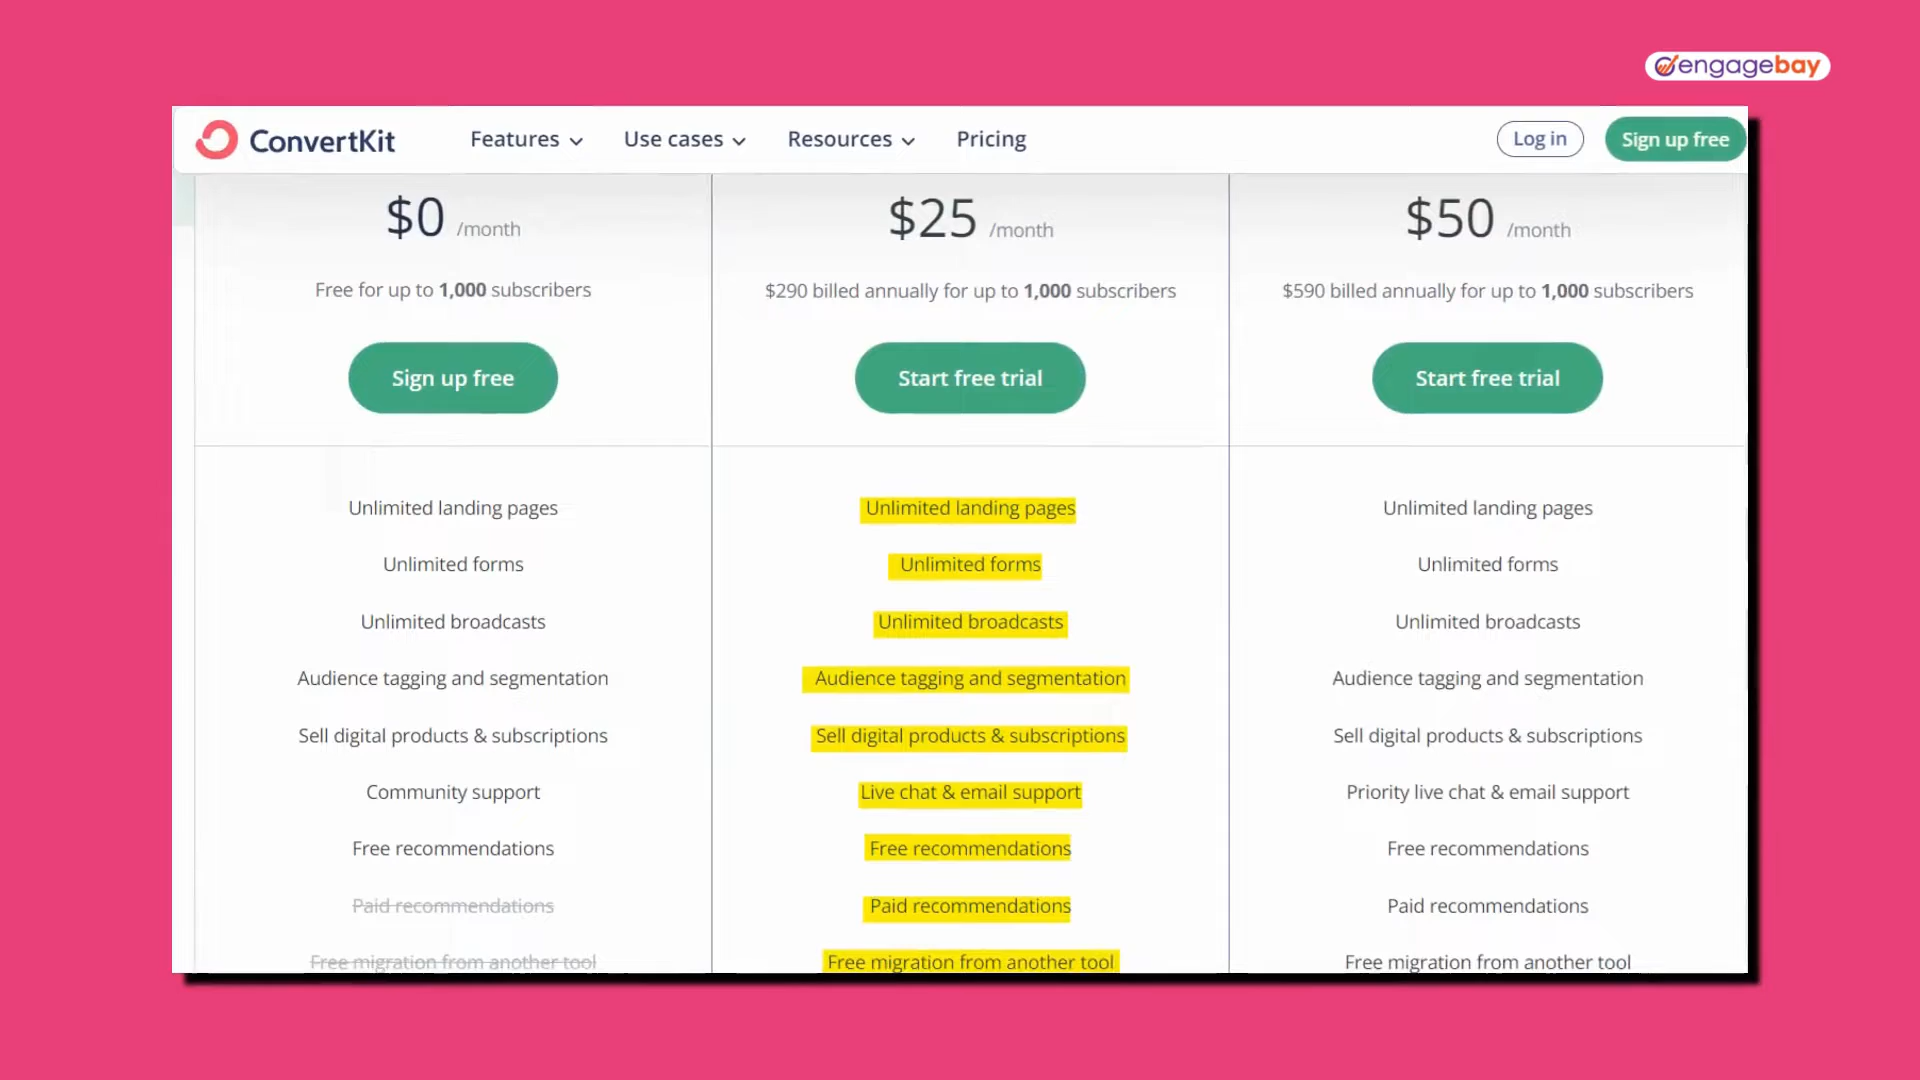 engagebay
ConvertKit Features Use cases Resources Pricing Log in Sign up free
$0 /month
Free for up to 1,000 subscribers
Sign up free
Unlimited landing pages
Unlimited forms
Unlimited broadcasts
Audience tagging and segmentation
Sell digital products & subscriptions
Community support
Free recommendations
Paid recommendations
Free migration from another tool
$25 /month
$290 billed annually for up to 1,000 subscribers
Start free trial
Unlimited landing pages
Unlimited forms
Unlimited broadcasts
Audience tagging and segmentation
Sell digital products & subscriptions
Live chat & email support
Free recommendations
Paid recommendations
Free migration from another tool
$50 /month
$590 billed annually for up to 1,000 subscribers
Start free trial
Unlimited landing pages
Unlimited forms
Unlimited broadcasts
Audience tagging and segmentation
Sell digital products & subscriptions
Priority live chat & email support
Free recommendations
Paid recommendations
Free migration from another tool